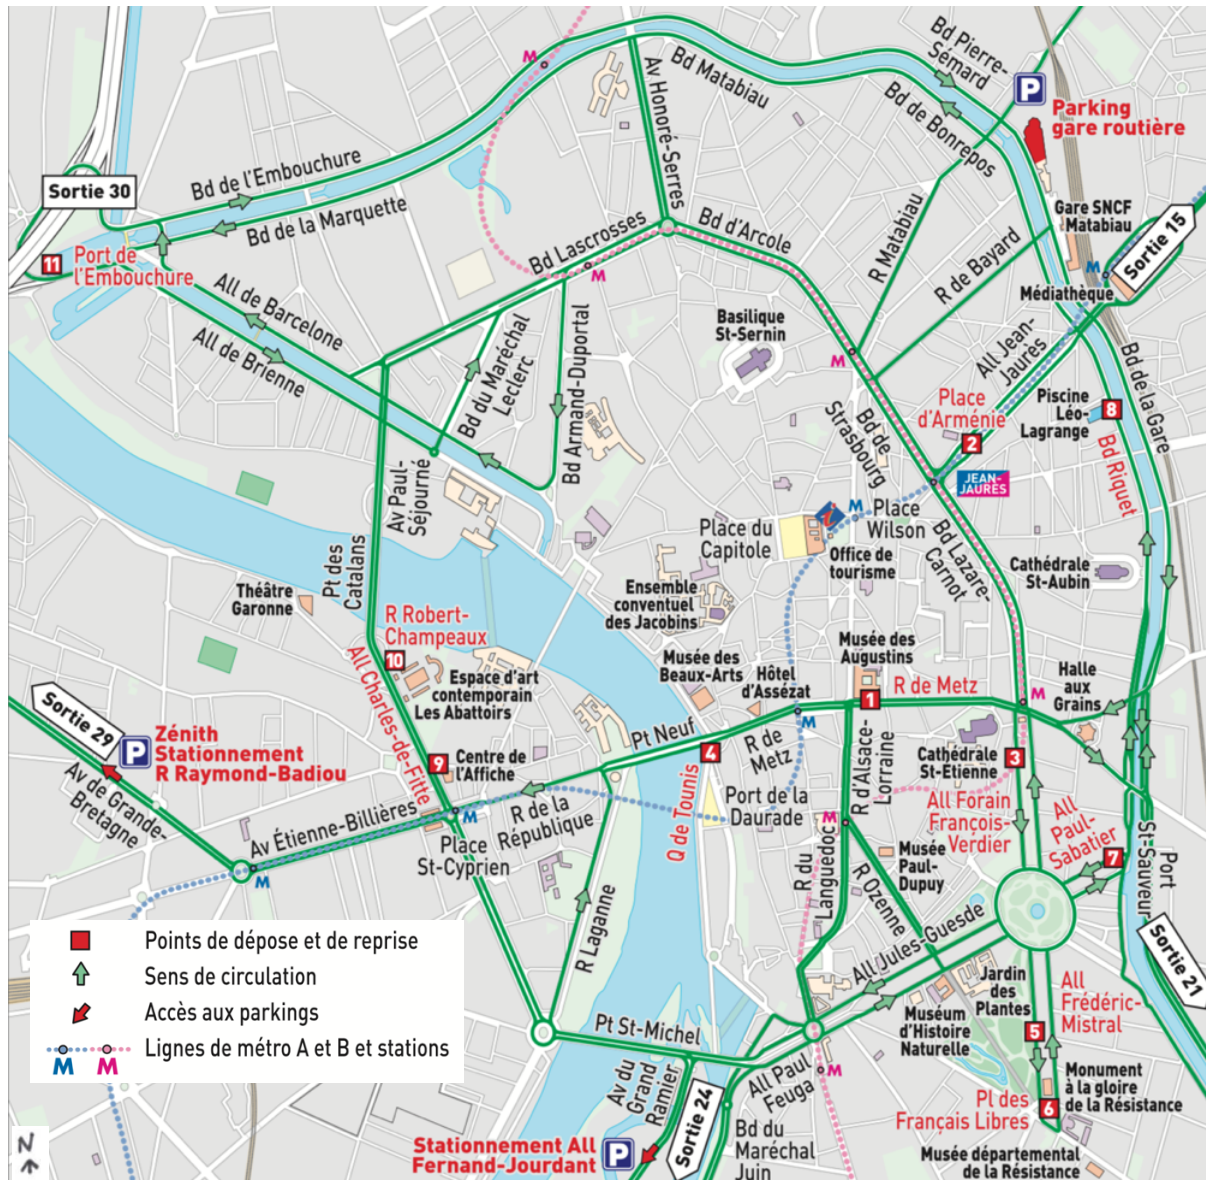 Bd Pierre-
Sémard
M
Av Honoré-Serres
Bd Matabiau
P
Parking
gare routière
Bd de Bonrepos
Bd de l'Embouchure
Sortie 30
Bd de la Marquette
Bd Lascrosses
Bd d'Arcole
R Matabiau
Gare SNCF
Matabiau
Sortie 15
11
Port de
l'Embouchure
M
R de Bayard
M
Médiathèque
All de Barcelone
All de Brienne
Basilique
St-Sernin
M
All Jean-
Jaurès
Bd de la Gare
Bd du Maréchal
Leclerc
Bd Armand-Duportal
Bd de
Strasbourg
Place
d'Arménie
2
Piscine
Léo-
Lagrange
8
Bd Riquet
JEAN-
JAURÈS
Av Paul-
Séjourné
Place du
Capitole
i
M
Place
Wilson
Office de
tourisme
Bd Lazare-
Carnot
Cathédrale
St-Aubin
Pt des
Catalans
Théâtre
Garonne
Ensemble
conventuel
des Jacobins
R Robert-
Champeaux
10
All Charles-de-Fitte
Espace d'art
contemporain
Les Abattoirs
Musée des
Beaux-Arts
Hôtel
d'Assézat
Musée des
Augustins
1
R de Metz
M
Halle
aux
Grains
Sortie 29
P
Zénith
Stationnement
R Raymond-Badiou
Av de Grande-
Bretagne
9
Centre de
l'Affiche
Pt Neuf
4
R de
Metz
M
R d'Alsace-
Lorraine
Cathédrale
St-Etienne
3
Av Étienne-Billières
M
M
Place
St-Cyprien
R de la
République
Q de Tounis
Port de la
Daurade
M
All Forain
François-
Verdier
All
Paul-
Sabatier
7
Port
St-Sauveur
R du
Languedoc
Musée
Paul-
Dupuy
R Ozenne
R Laganne
All Jules-Guesde
Sortie 21
Points de dépose et de reprise
Sens de circulation
Accès aux parkings
Lignes de métro A et B et stations
M
M
Jardin
des
Plantes
All
Frédéric-
Mistral
5
Muséum
d'Histoire
Naturelle
Pt St-Michel
Av du
Grand
Ramier
All Paul
Feuga
M
Monument
à la gloire
de la Résistance
Pl des
Français Libres
6
Sortie 24
Bd du
Maréchal
Juin
Stationnement All
Fernand-Jourdant
P
Musée départemental
de la Résistance
N